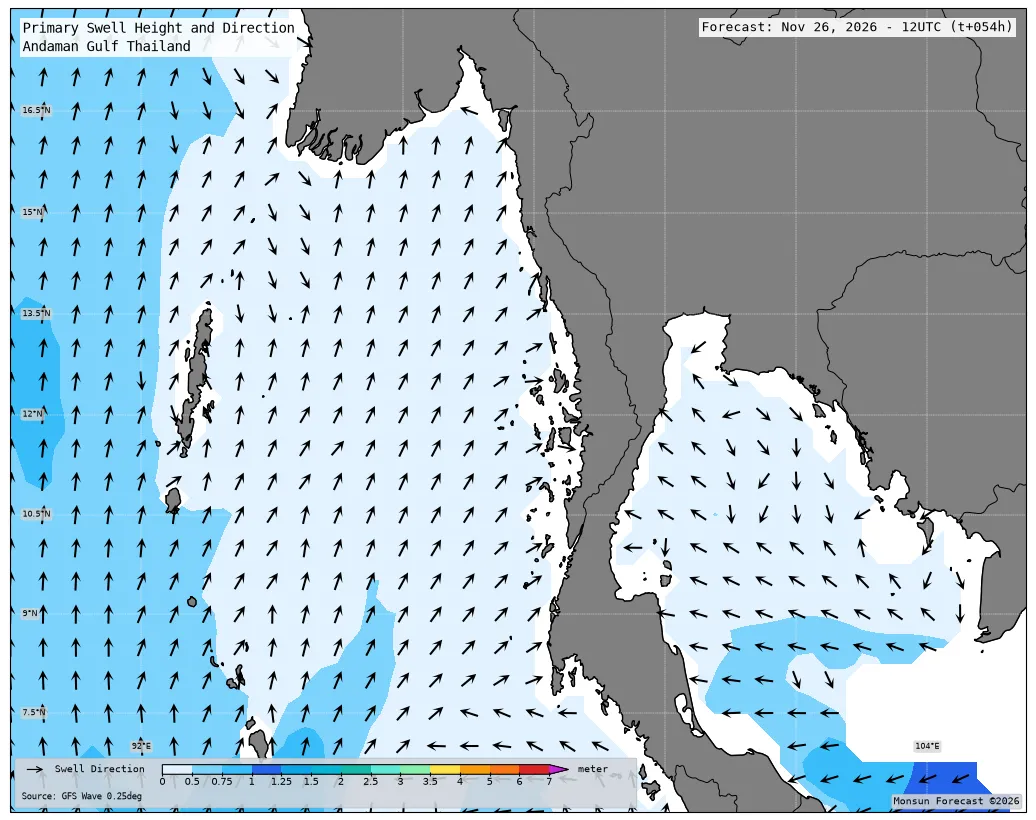 Primary Swell Height and Direction
Andaman Gulf Thailand
Forecast: Nov 26, 2026 - 12UTC (t+054h)
16.5°N
15°N
13.5°N
12°N
10.5°N
9°N
7.5°N
92°E
104°E
Swell Direction
0 0.5 0.75 1 1.25 1.5 2 2.5 3 4 5 6 7
meter
Source: GFS Wave 0.25deg
Monsun Forecast ©2026